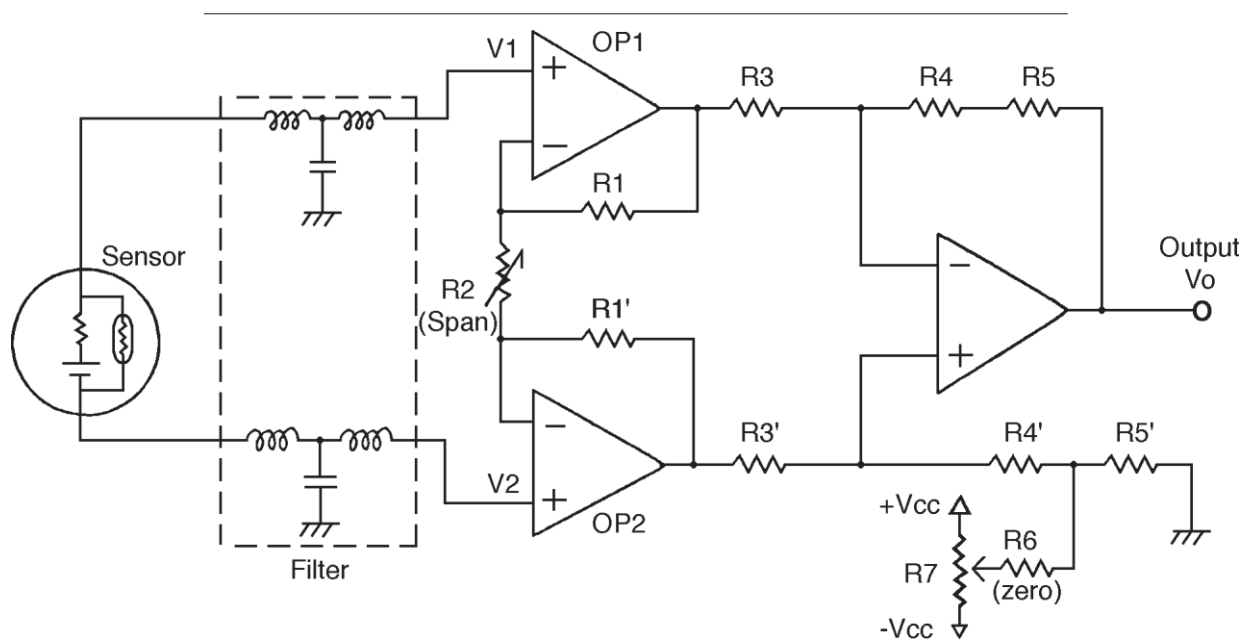 OP1
V1
R3
R4
R5
+
−
R1
Sensor
R2
(Span)
R1'
−
+
Output
Vo
−
V2
+
OP2
R3'
R4'
R5'
+Vcc
R6
(zero)
R7
-Vcc
Filter